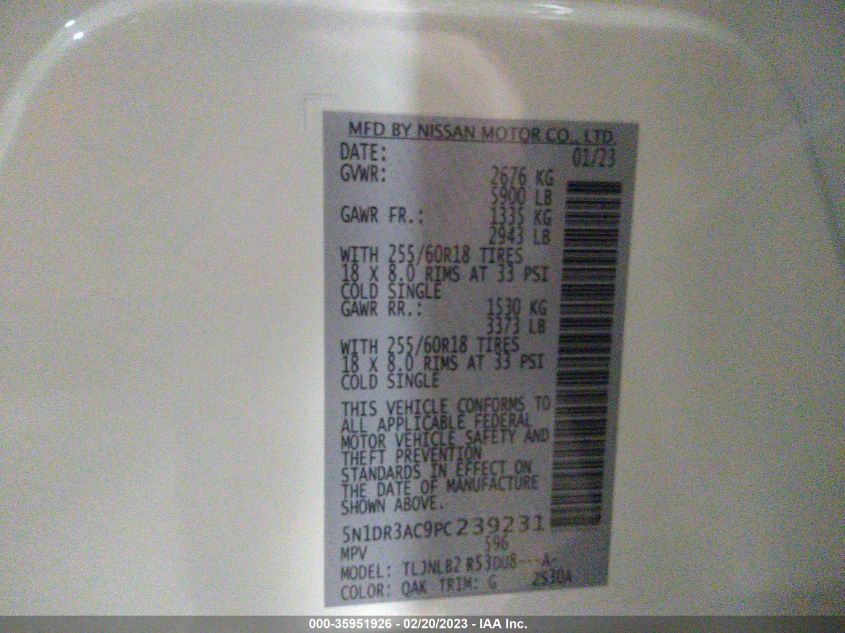 MFD BY NISSAN MOTOR CO., LTD.
DATE: 01/23
GVWR: 2676 KG
5900 LB
GAWR FR.: 1335 KG
2943 LB
WITH 255/60R18 TIRES
18 X 8.0 RIMS AT 33 PSI
COLD SINGLE
GAWR RR.: 1530 KG
3373 LB
WITH 255/60R18 TIRES
18 X 8.0 RIMS AT 33 PSI
COLD SINGLE
THIS VEHICLE CONFORMS TO
ALL APPLICABLE FEDERAL
MOTOR VEHICLE SAFETY AND
THEFT PREVENTION
STANDARDS IN EFFECT ON
THE DATE OF MANUFACTURE
SHOWN ABOVE.
5N1DR3AC9PC239231
MPV 596
MODEL: TLJNLB2 R53DU8---A-
COLOR: QAK TRIM: G 2S30A
000-35951926 - 02/20/2023 - IAA Inc.